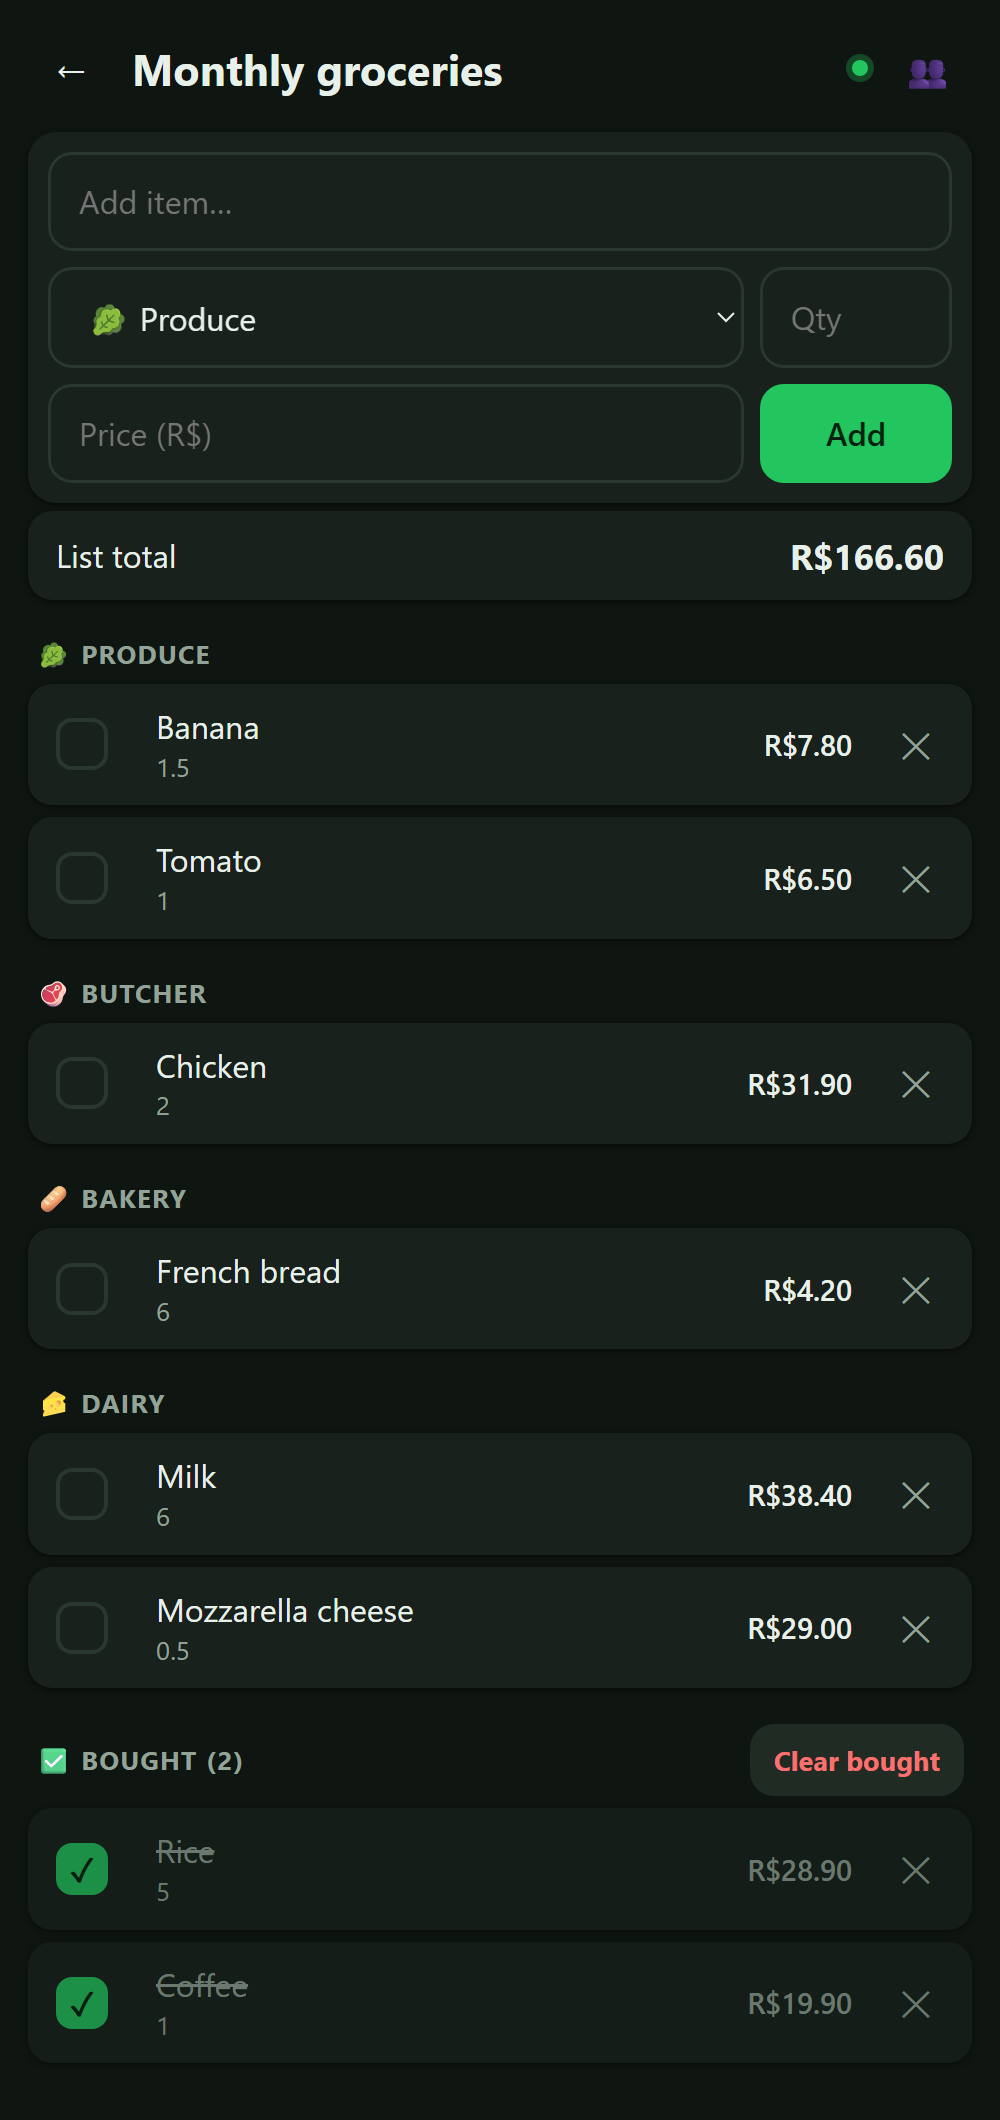 ← Monthly groceries
Add item...
🥬 Produce
Qty
Price (R$)
Add
List total R$166.60
🥬 PRODUCE
Banana
1.5
R$7.80
Tomato
1
R$6.50
🥩 BUTCHER
Chicken
2
R$31.90
🥖 BAKERY
French bread
6
R$4.20
🧀 DAIRY
Milk
6
R$38.40
Mozzarella cheese
0.5
R$29.00
✅ BOUGHT (2)
Clear bought
Rice
5
R$28.90
Coffee
1
R$19.90